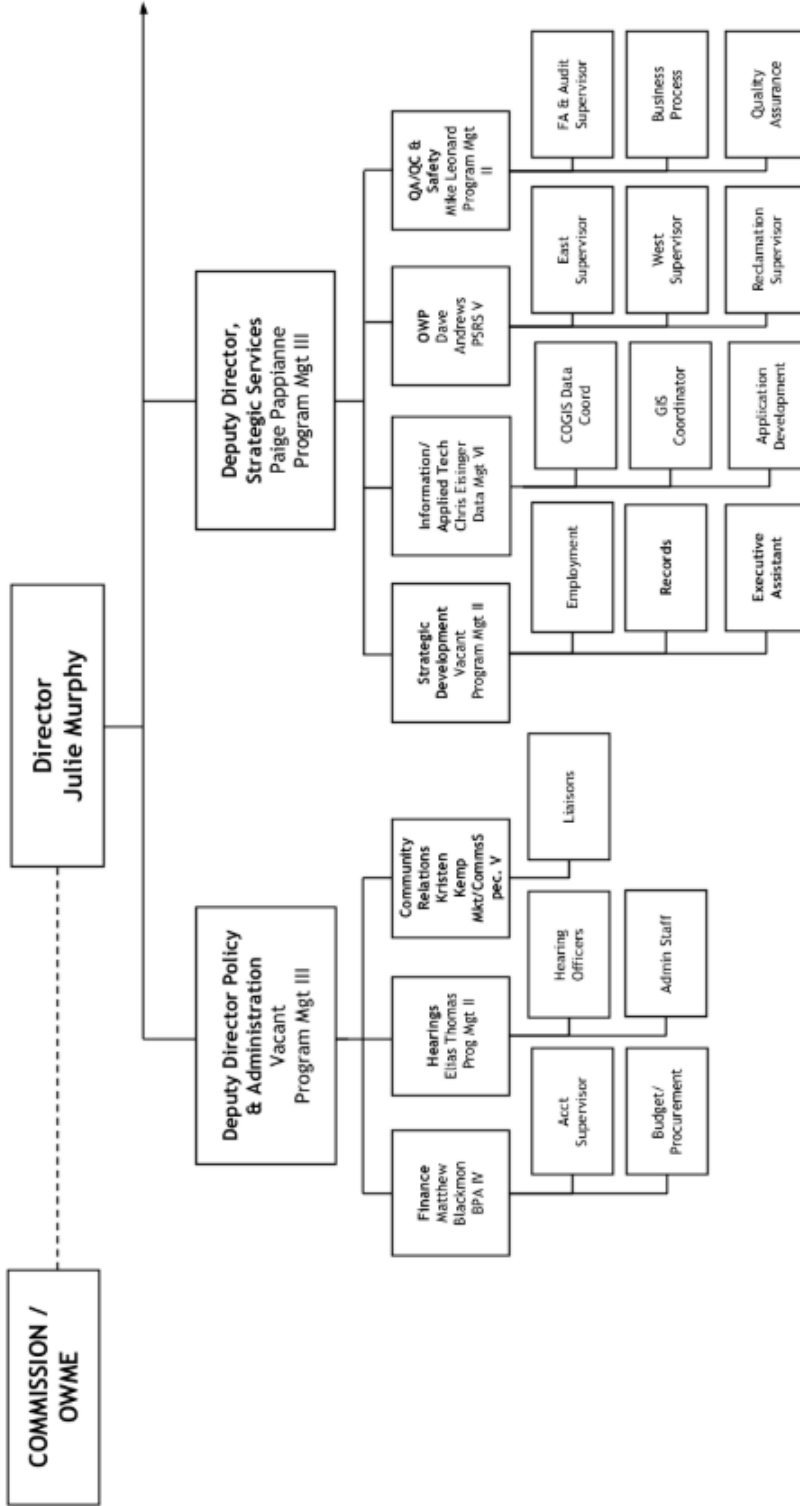 COMMISSION /
OWME
Director
Julie Murphy
Deputy Director Policy
& Administration
Vacant
Program Mgt III
Deputy Director,
Strategic Services
Paige Pappianne
Program Mgt III
Finance
Matthew
Blackmon
BPA IV
Hearings
Elias Thomas
Prog Mgt II
Community
Relations
Kristen
Kemp
Mkt/CommsS
pec. V
Strategic
Development
Vacant
Program Mgt II
Information/
Applied Tech
Chris Eisinger
Data Mgt VI
OWP
Dave
Andrews
PSRS V
QA/QC &
Safety
Mike Leonard
Program Mgt
II
Acct
Supervisor
Budget/
Procurement
Hearing
Officers
Admin Staff
Liaisons
Employment
Records
Executive
Assistant
COGIS Data
Coord
GIS
Coordinator
Application
Development
East
Supervisor
West
Supervisor
Reclamation
Supervisor
FA & Audit
Supervisor
Business
Process
Quality
Assurance